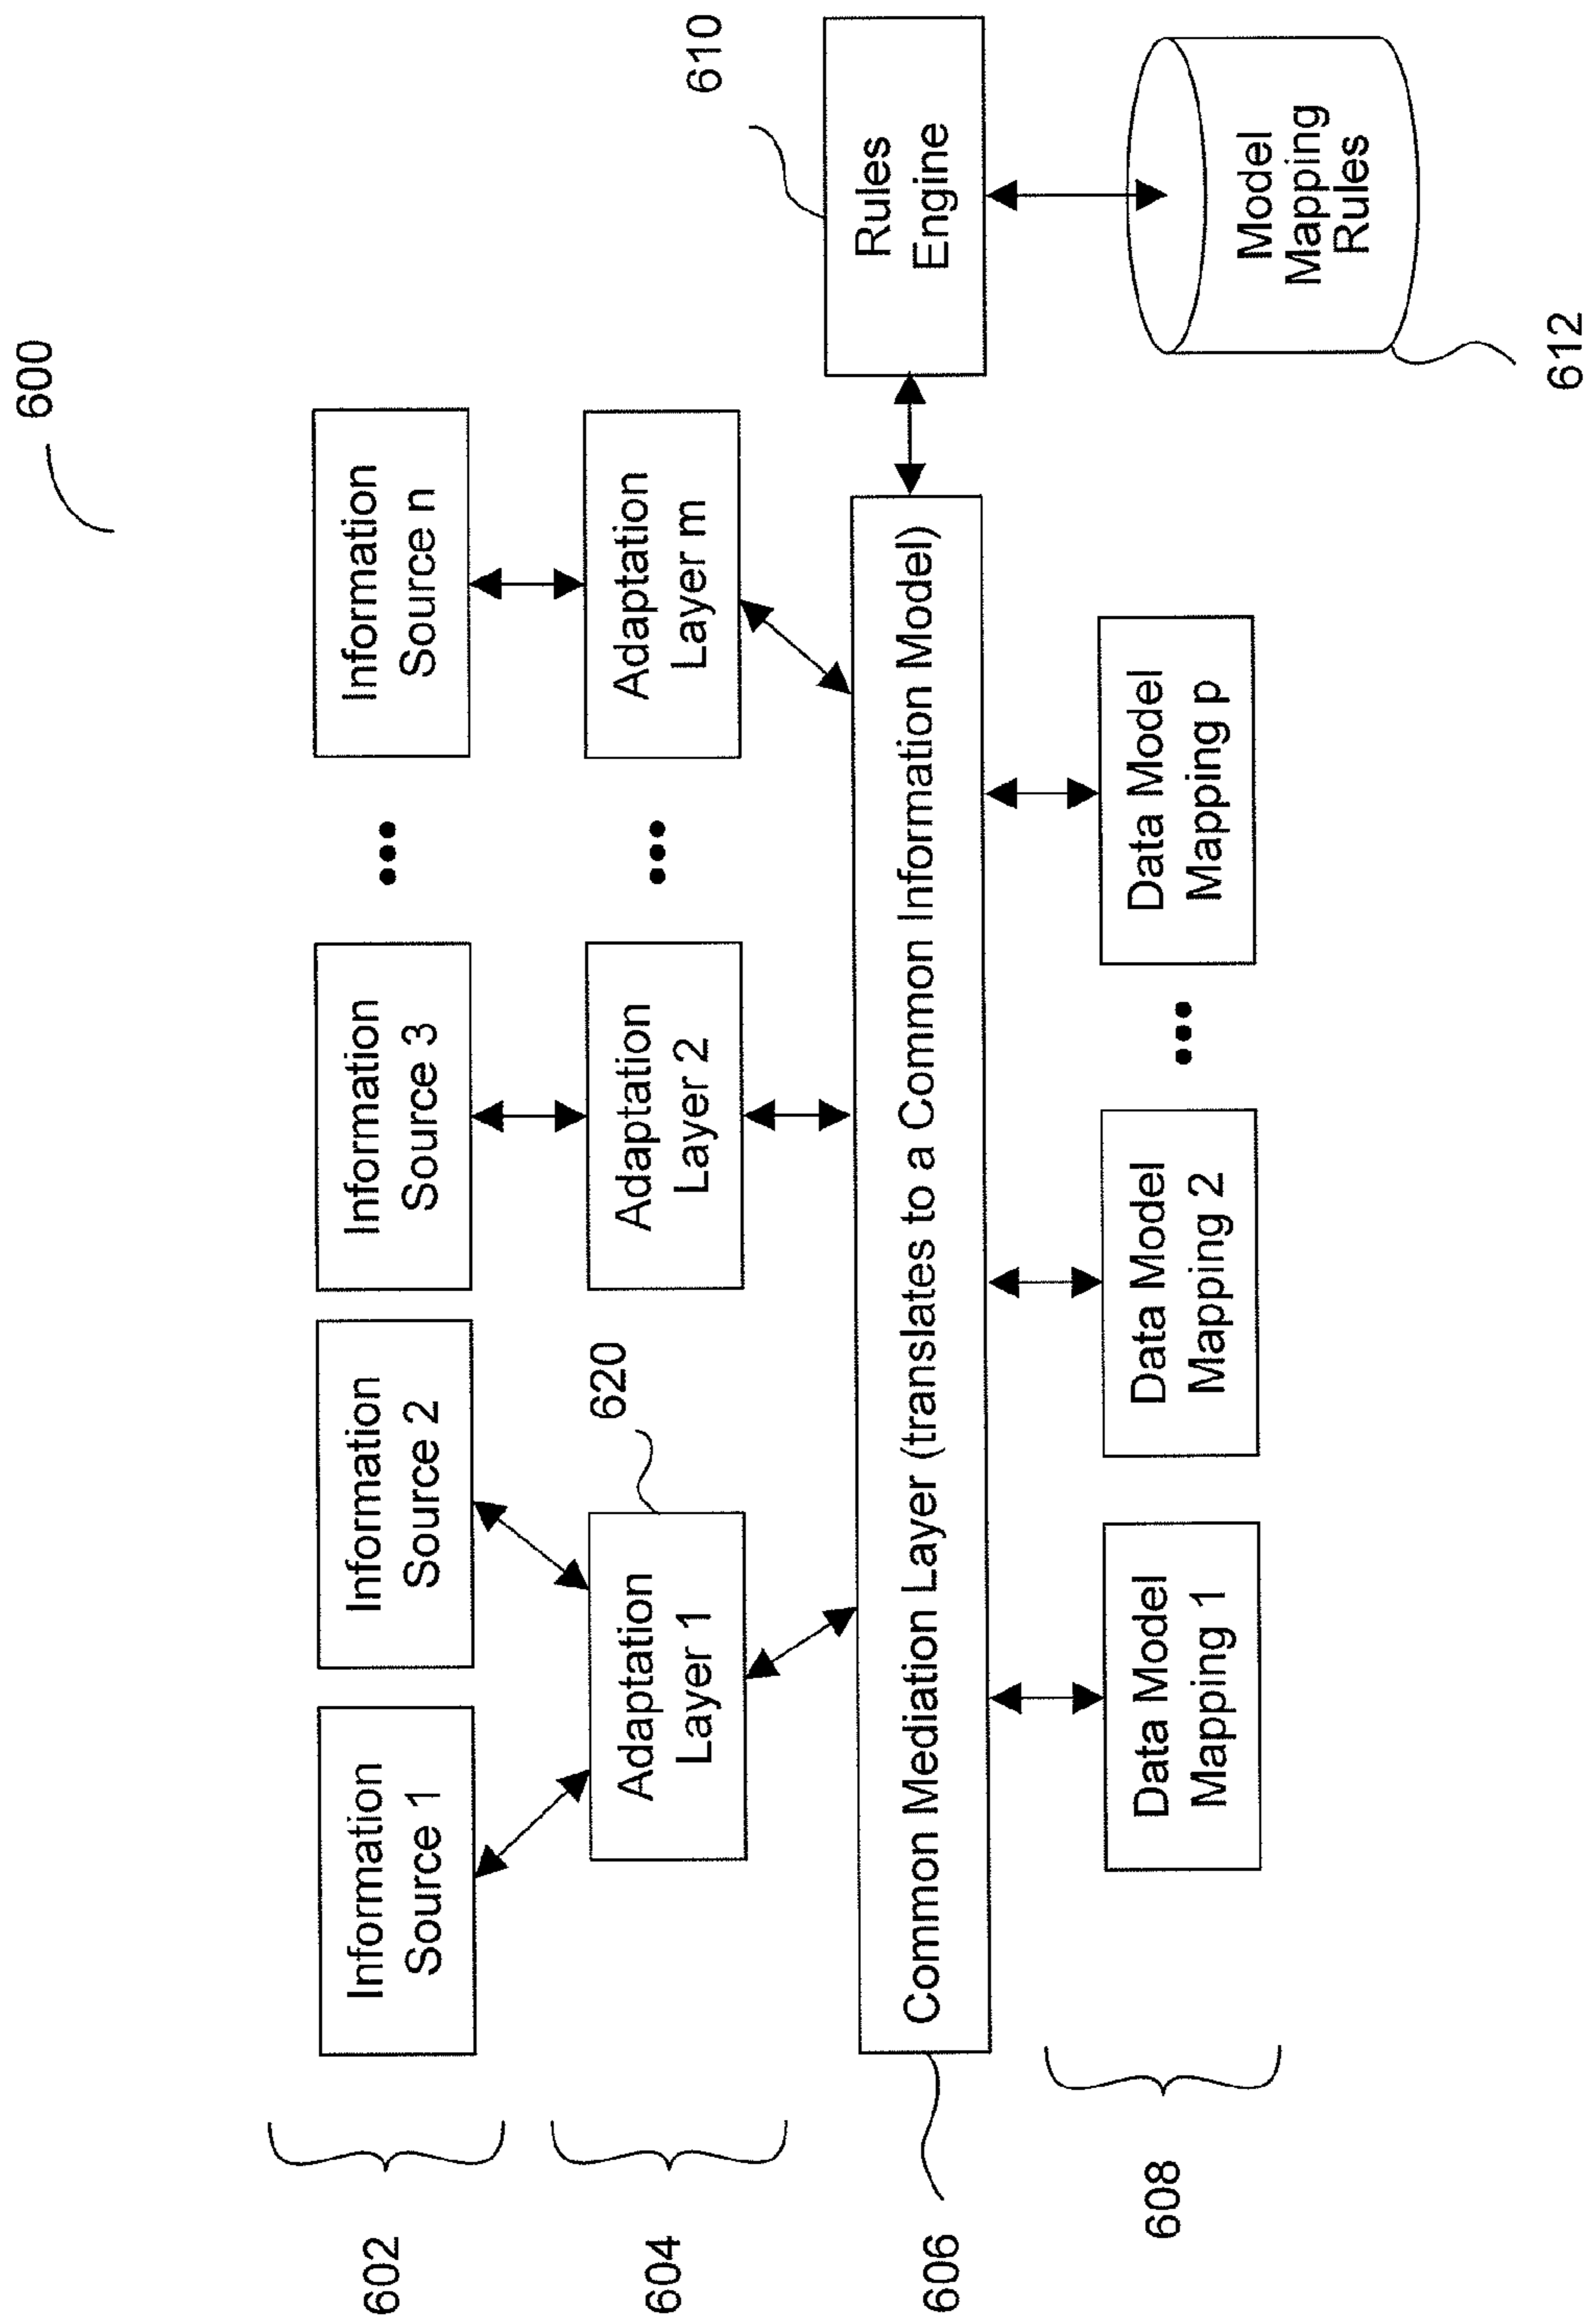 600
602
Information
Source 1
Information
Source 2
Information
Source 3
•••
Information
Source n
604
Adaptation
Layer 1
620
Adaptation
Layer 2
•••
Adaptation
Layer m
606
Common Mediation Layer (translates to a Common Information Model)
Rules
Engine
610
608
Data Model
Mapping 1
Data Model
Mapping 2
•••
Data Model
Mapping p
Model
Mapping
Rules
612